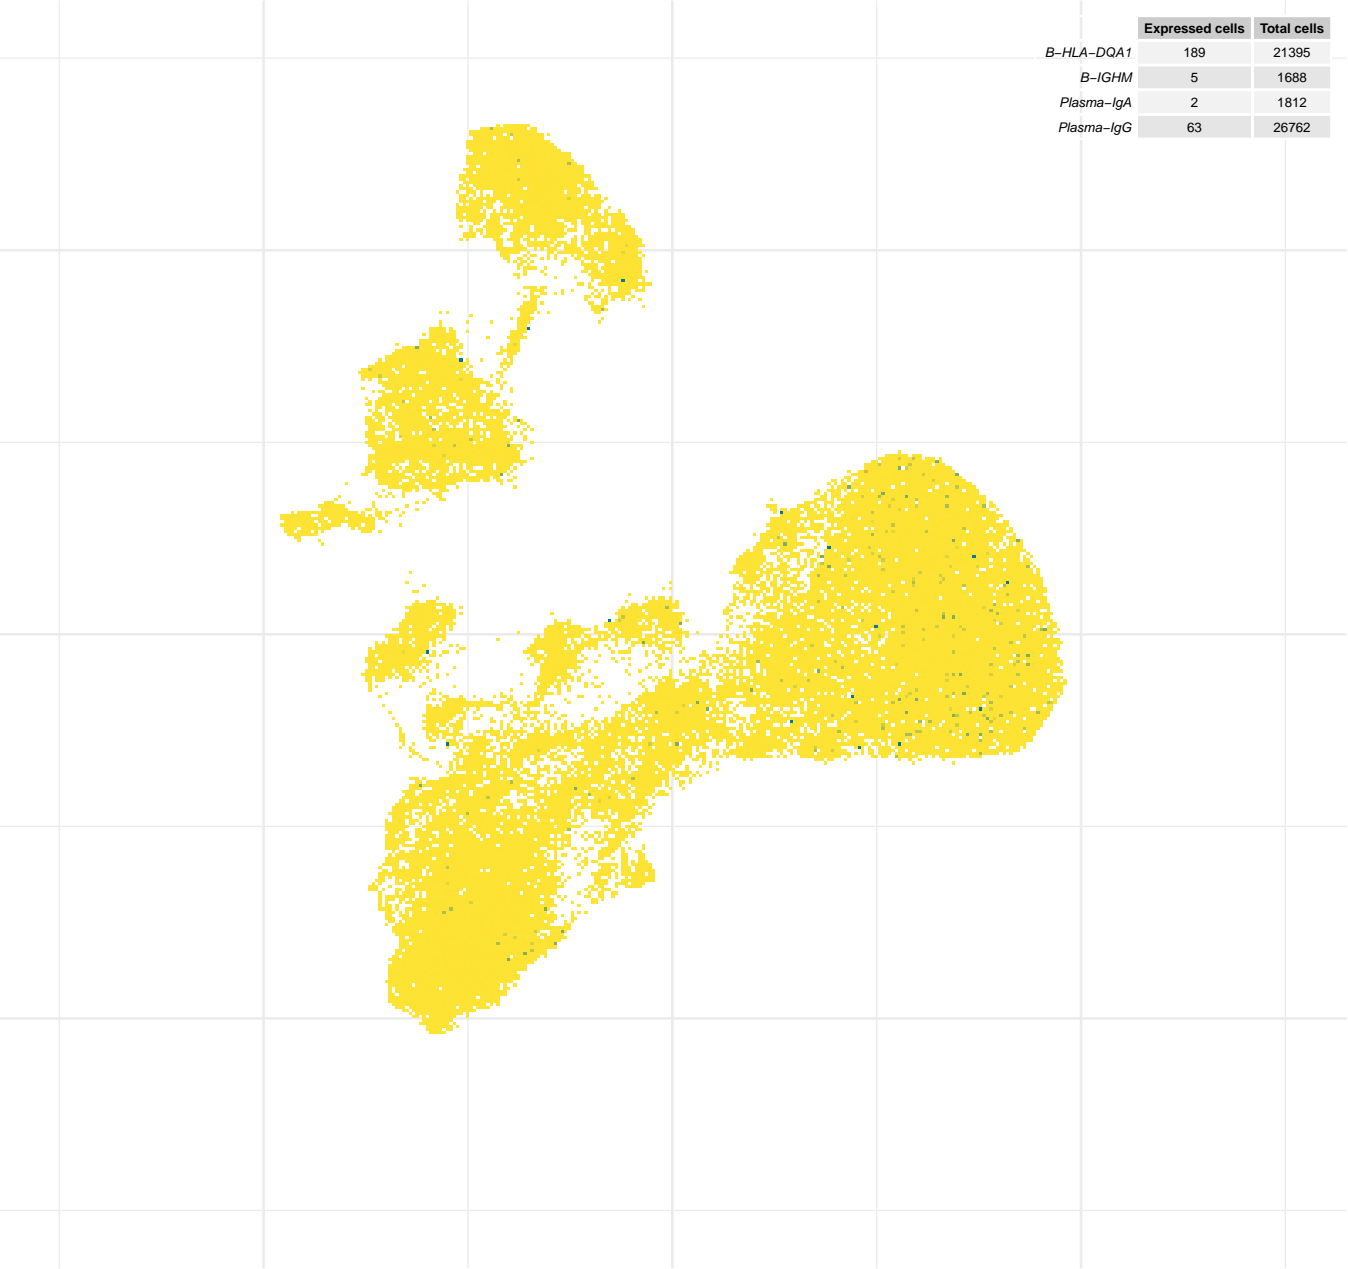 Expressed cells Total cells
B−HLA−DQA1 189 21395
B−IGHM 5 1688
Plasma−IgA 2 1812
Plasma−IgG 63 26762